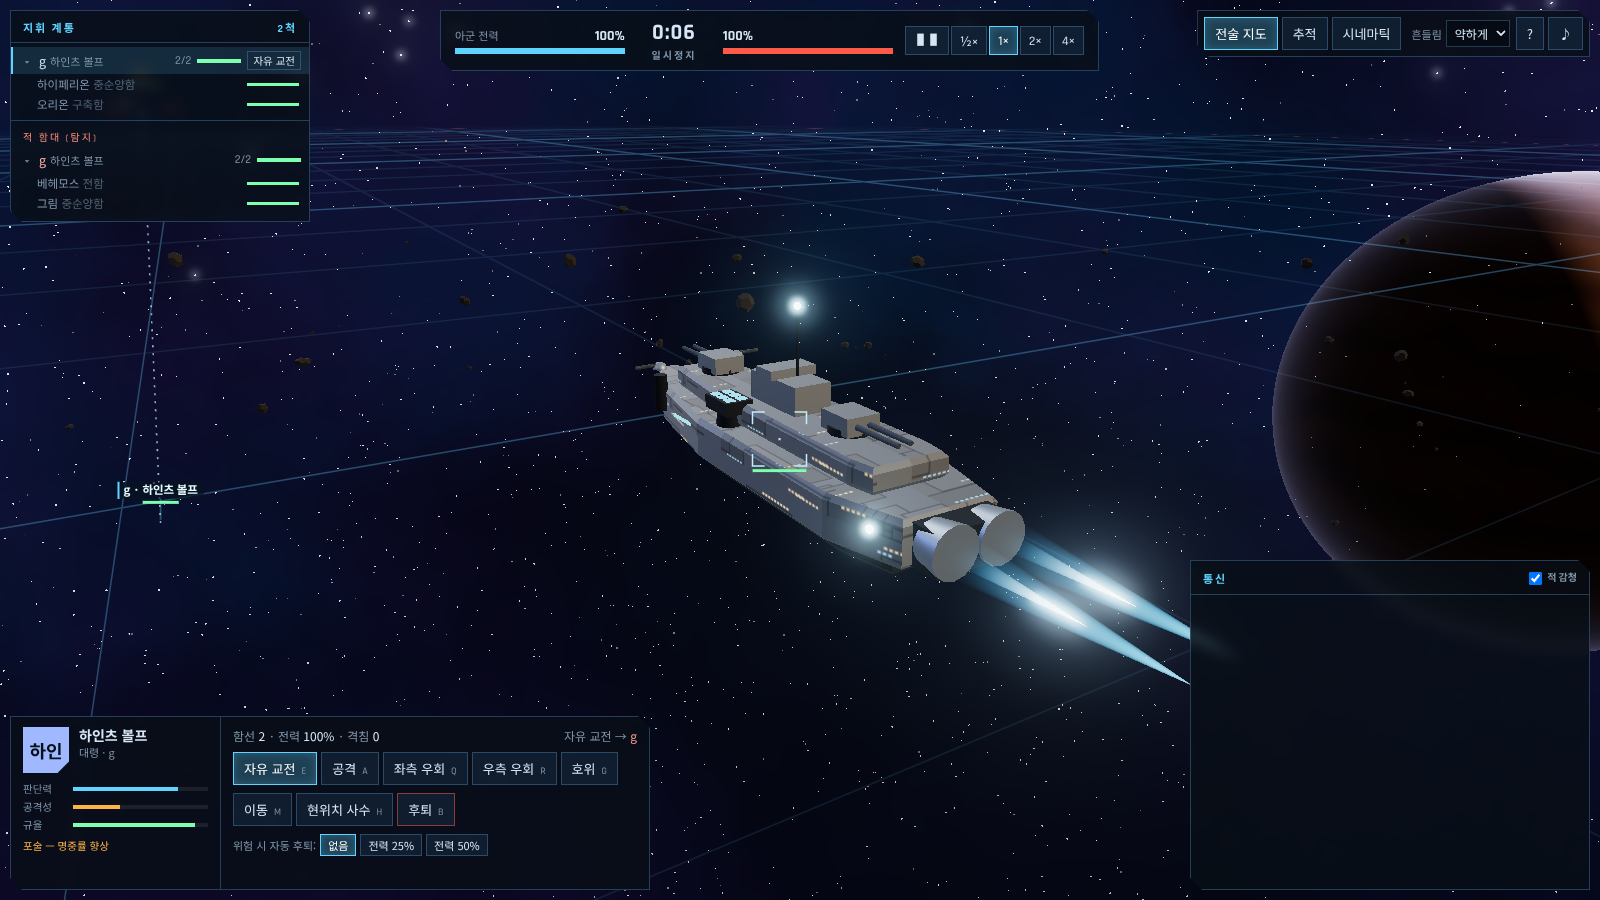 지휘 계통 2척
g 하인츠 볼프 2/2 자유 교전
하이페리온 중순양함
오리온 구축함
적 함대 (탐지)
g 하인츠 볼프 2/2
베헤모스 전함
그림 중순양함
아군 전력 100% 0:06 100%
일시정지
½× 1× 2× 4×
전술 지도 추적 시네마틱 흔들림 약하게 ? ♪
g · 하인츠 볼프
통신 적 감청
하인 하인츠 볼프
대령 · g
판단력
공격성
규율
포술 — 명중률 향상
함선 2 · 전력 100% · 격침 0 자유 교전 → g
자유 교전 E 공격 A 좌측 우회 Q 우측 우회 R 호위 G
이동 M 현위치 사수 H 후퇴 B
위험 시 자동 후퇴: 없음 전력 25% 전력 50%